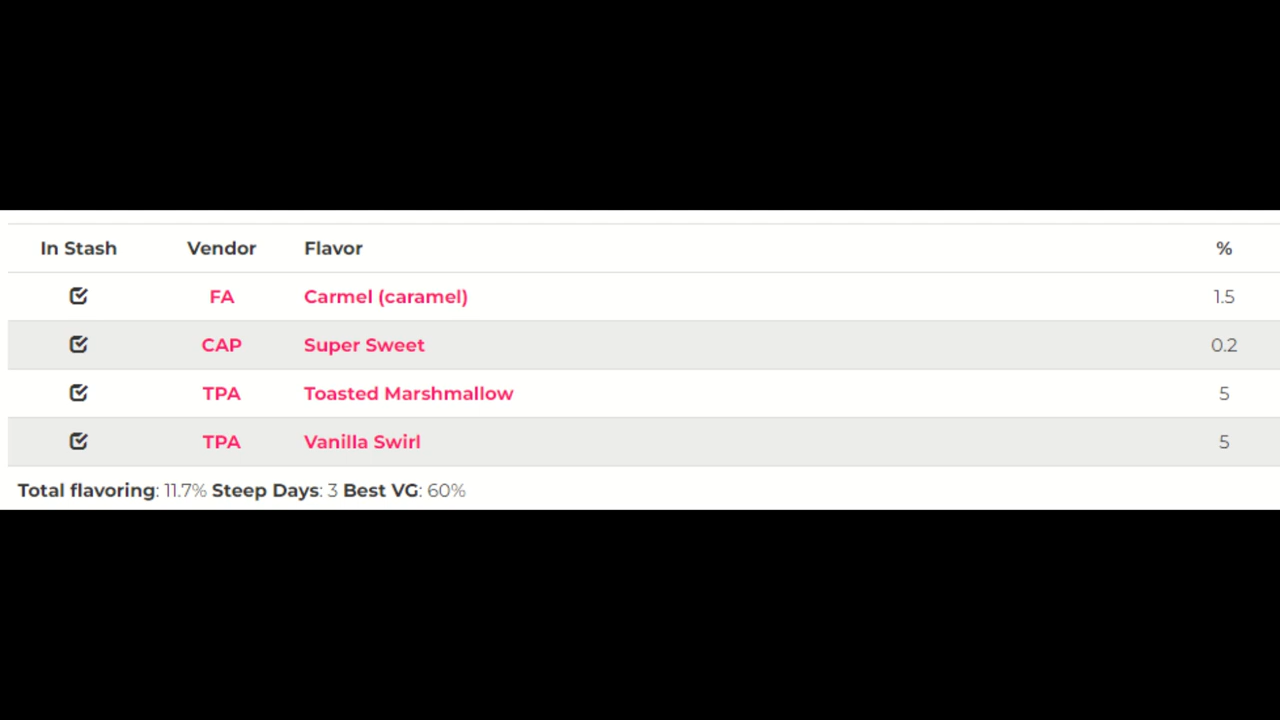 In Stash Vendor Flavor %
FA Carmel (caramel) 1.5
CAP Super Sweet 0.2
TPA Toasted Marshmallow 5
TPA Vanilla Swirl 5
Total flavoring: 11.7% Steep Days: 3 Best VG: 60%